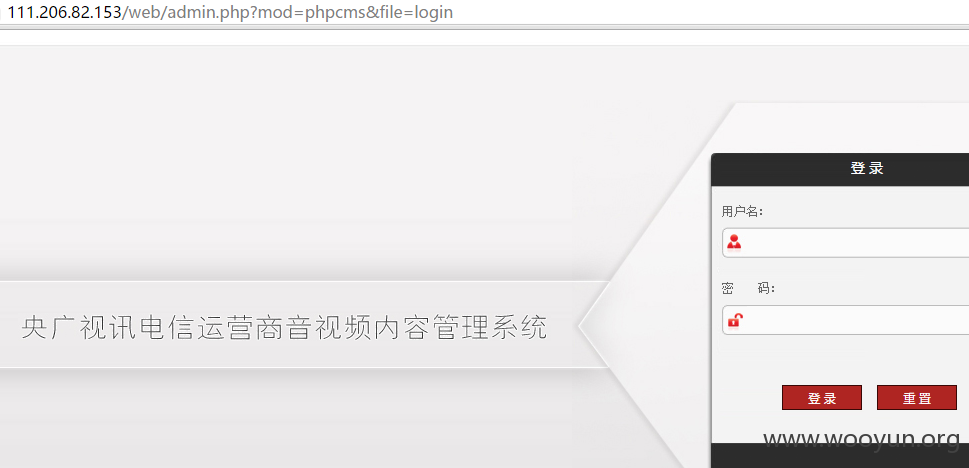 111.206.82.153/web/admin.php?mod=phpcms&file=login
登录
用户名：
密 码：
央广视讯电信运营商音视频内容管理系统
登录 重置
www.wooyun.org